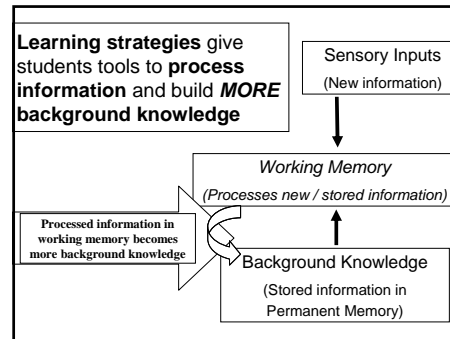 Learning strategies give
students tools to process
information and build MORE
background knowledge
Sensory Inputs
(New information)
Working Memory
(Processes new / stored information)
Processed information in
working memory becomes
more background knowledge
Background Knowledge
(Stored information in
Permanent Memory)